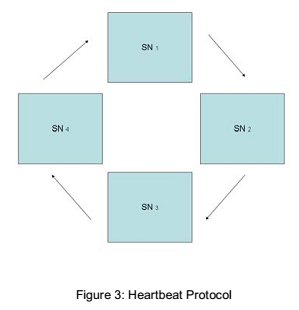 SN 1
SN 4
SN 2
SN 3
Figure 3: Heartbeat Protocol